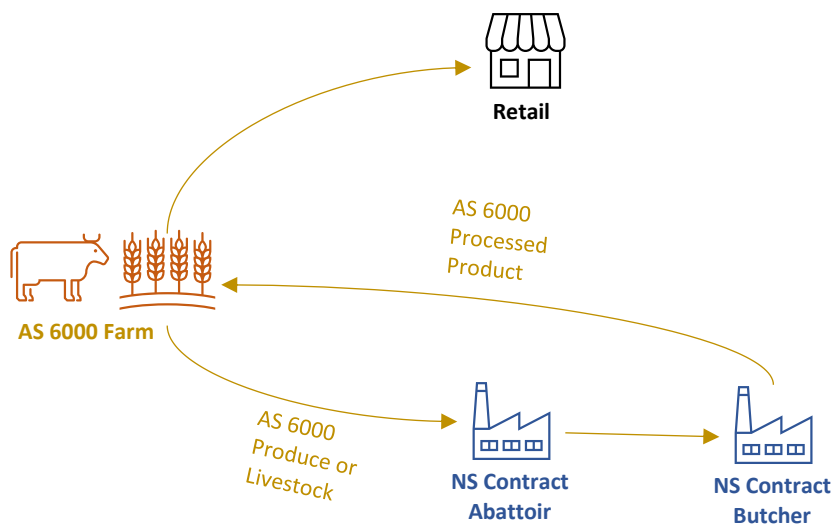 Retail
AS 6000
Processed
Product
AS 6000 Farm
AS 6000
Produce or
Livestock
NS Contract
Abattoir
NS Contract
Butcher